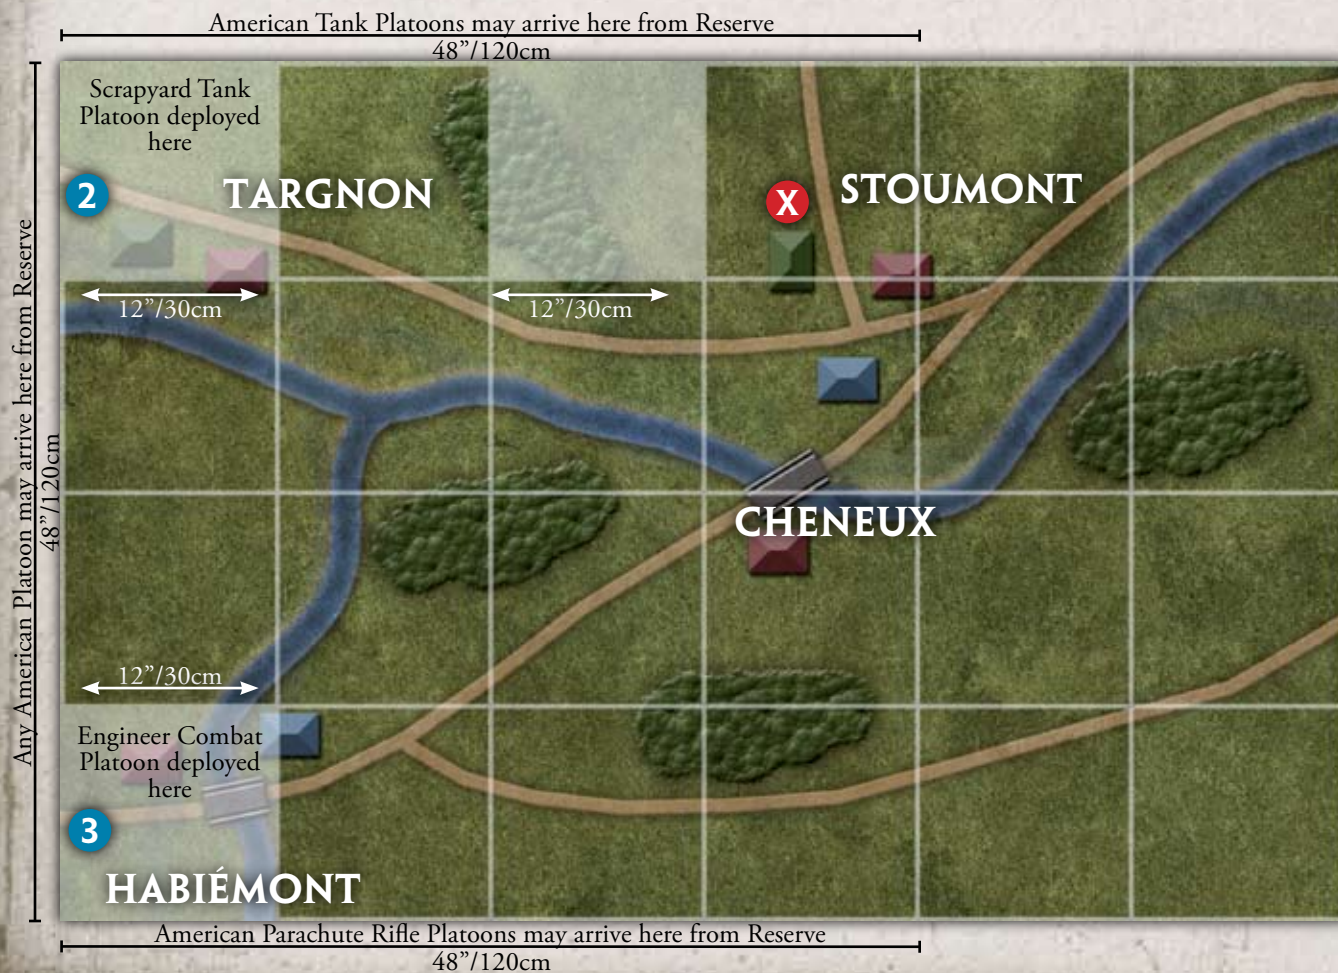 American Tank Platoons may arrive here from Reserve
48”/120cm
Scrapyard Tank
Platoon deployed
here
2
TARGNON
X
STOUMONT
12”/30cm
12”/30cm
Any American Platoon may arrive here from Reserve
48”/120cm
CHENEUX
12”/30cm
Engineer Combat
Platoon deployed
here
3
HABIÉMONT
American Parachute Rifle Platoons may arrive here from Reserve
48”/120cm